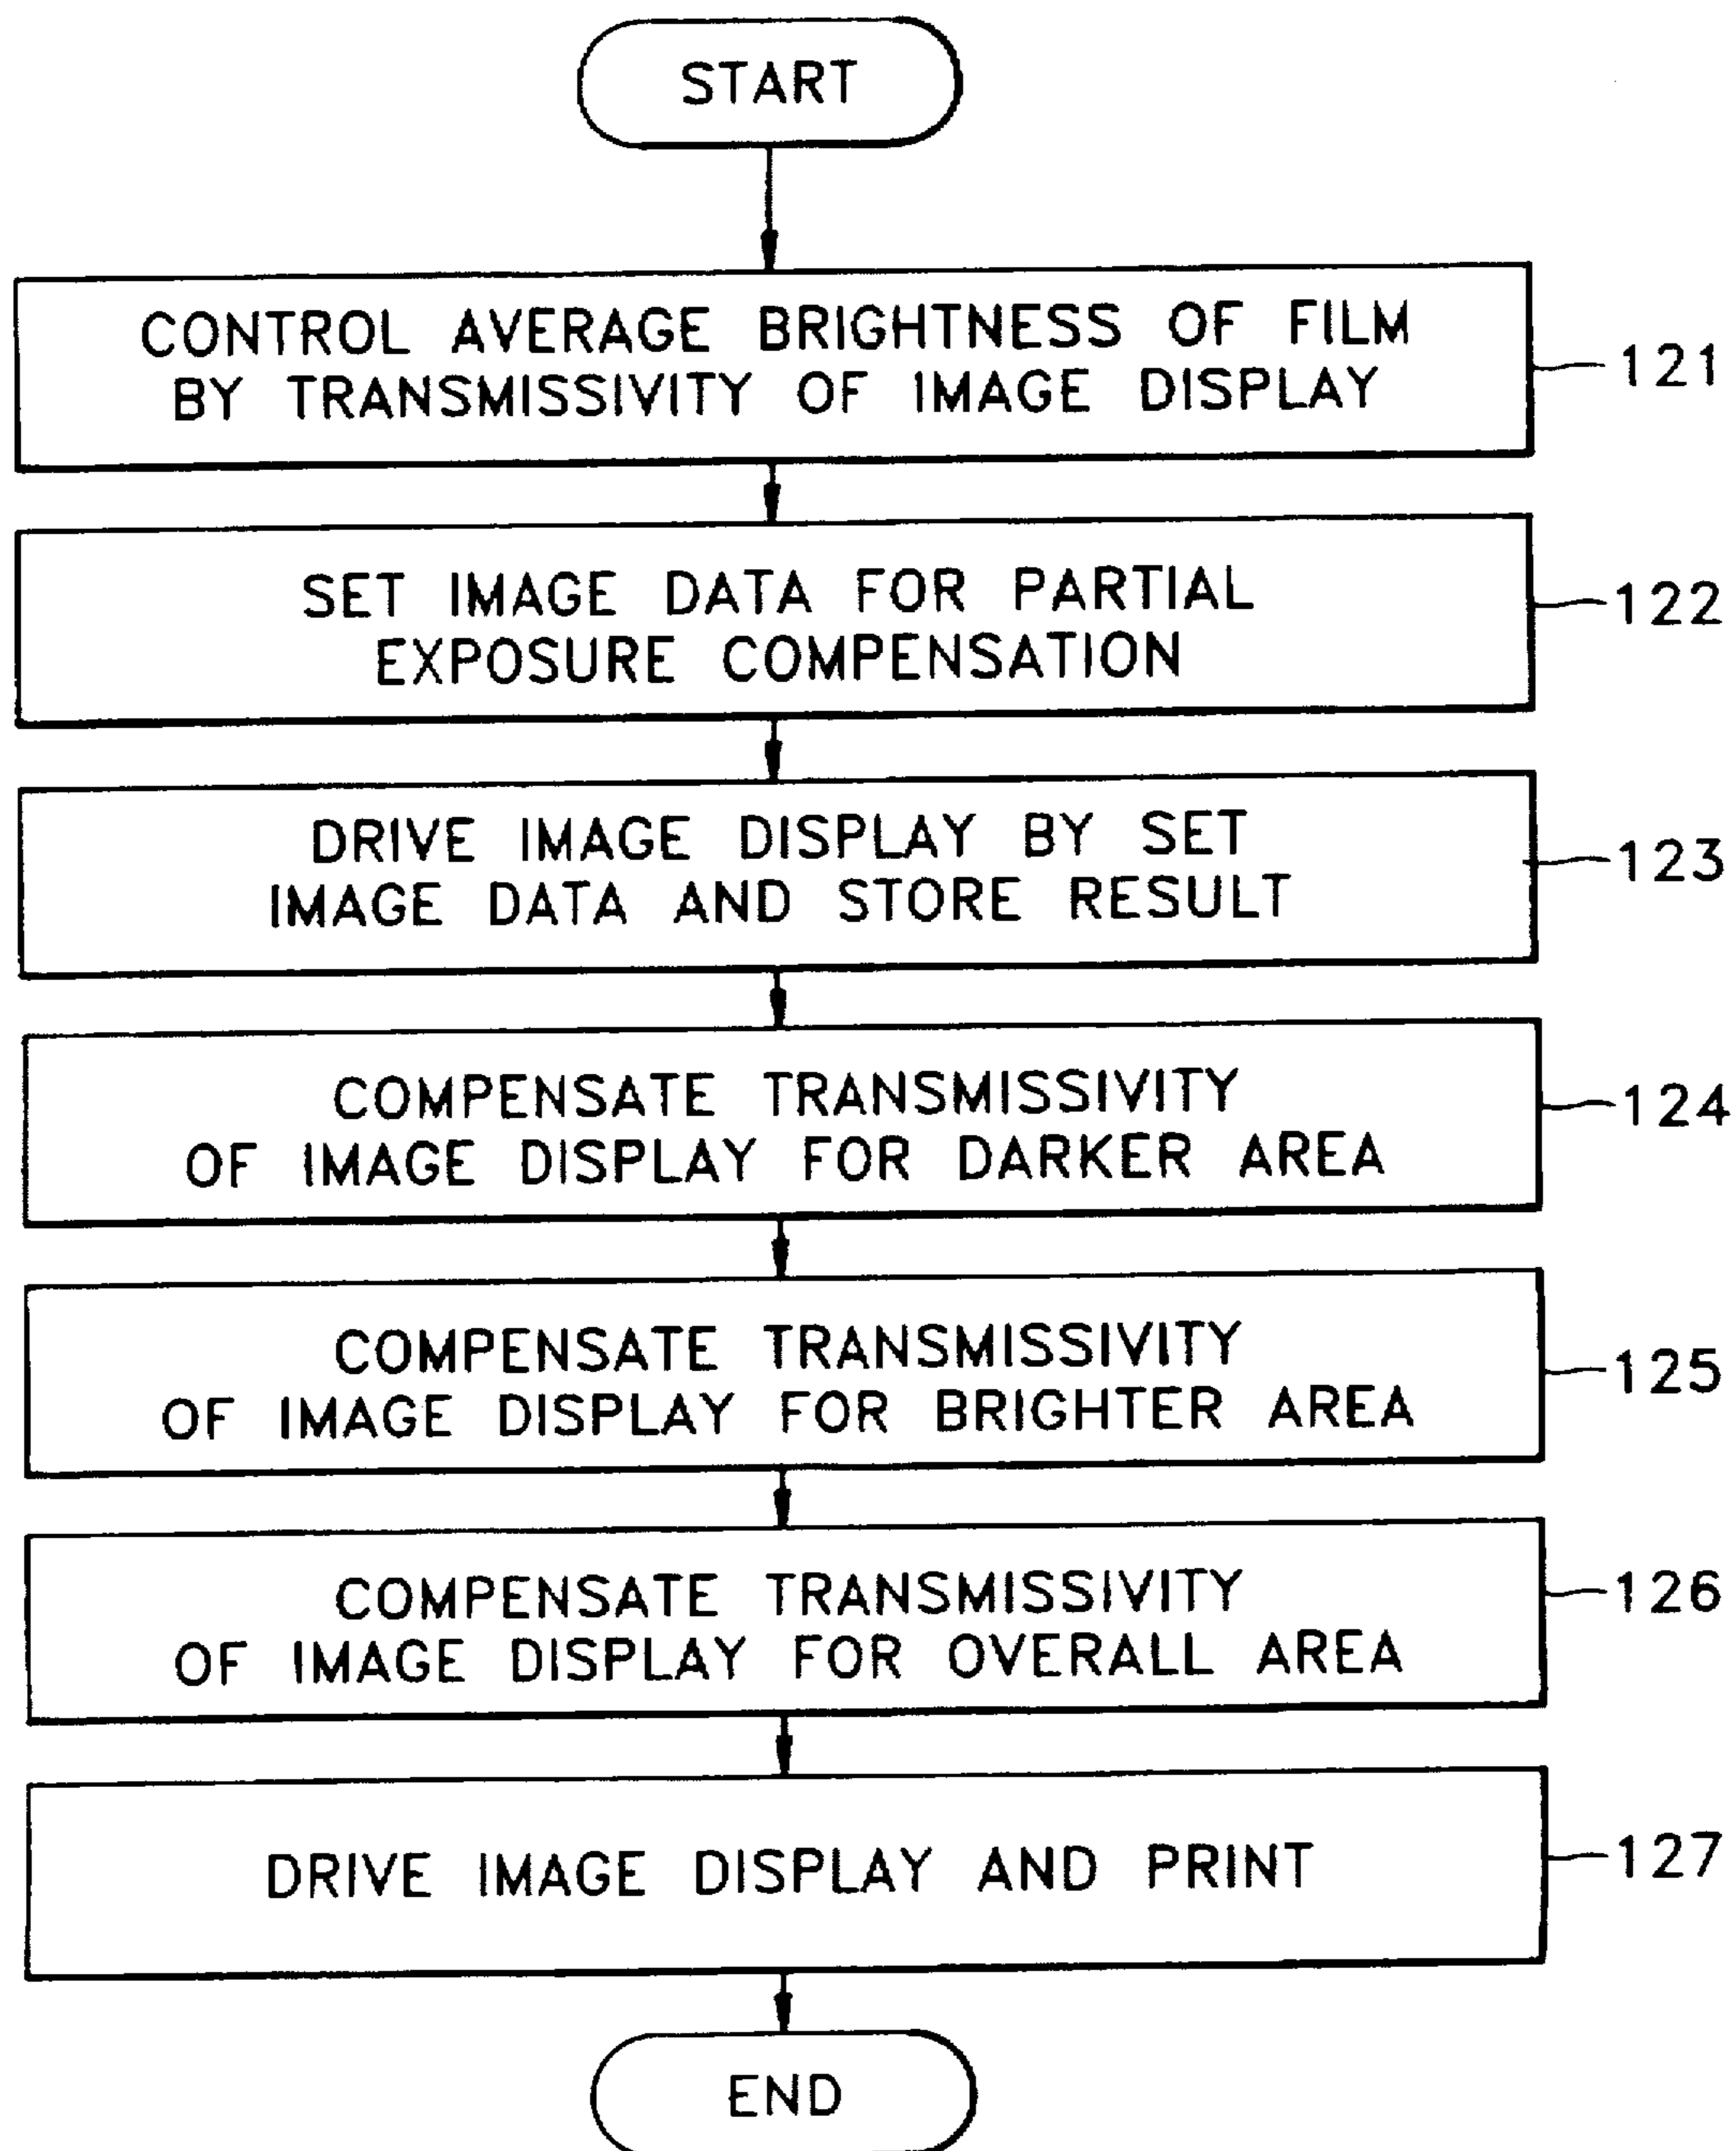 START
CONTROL AVERAGE BRIGHTNESS OF FILM
BY TRANSMISSIVITY OF IMAGE DISPLAY
121
SET IMAGE DATA FOR PARTIAL
EXPOSURE COMPENSATION
122
DRIVE IMAGE DISPLAY BY SET
IMAGE DATA AND STORE RESULT
123
COMPENSATE TRANSMISSIVITY
OF IMAGE DISPLAY FOR DARKER AREA
124
COMPENSATE TRANSMISSIVITY
OF IMAGE DISPLAY FOR BRIGHTER AREA
125
COMPENSATE TRANSMISSIVITY
OF IMAGE DISPLAY FOR OVERALL AREA
126
DRIVE IMAGE DISPLAY AND PRINT
127
END